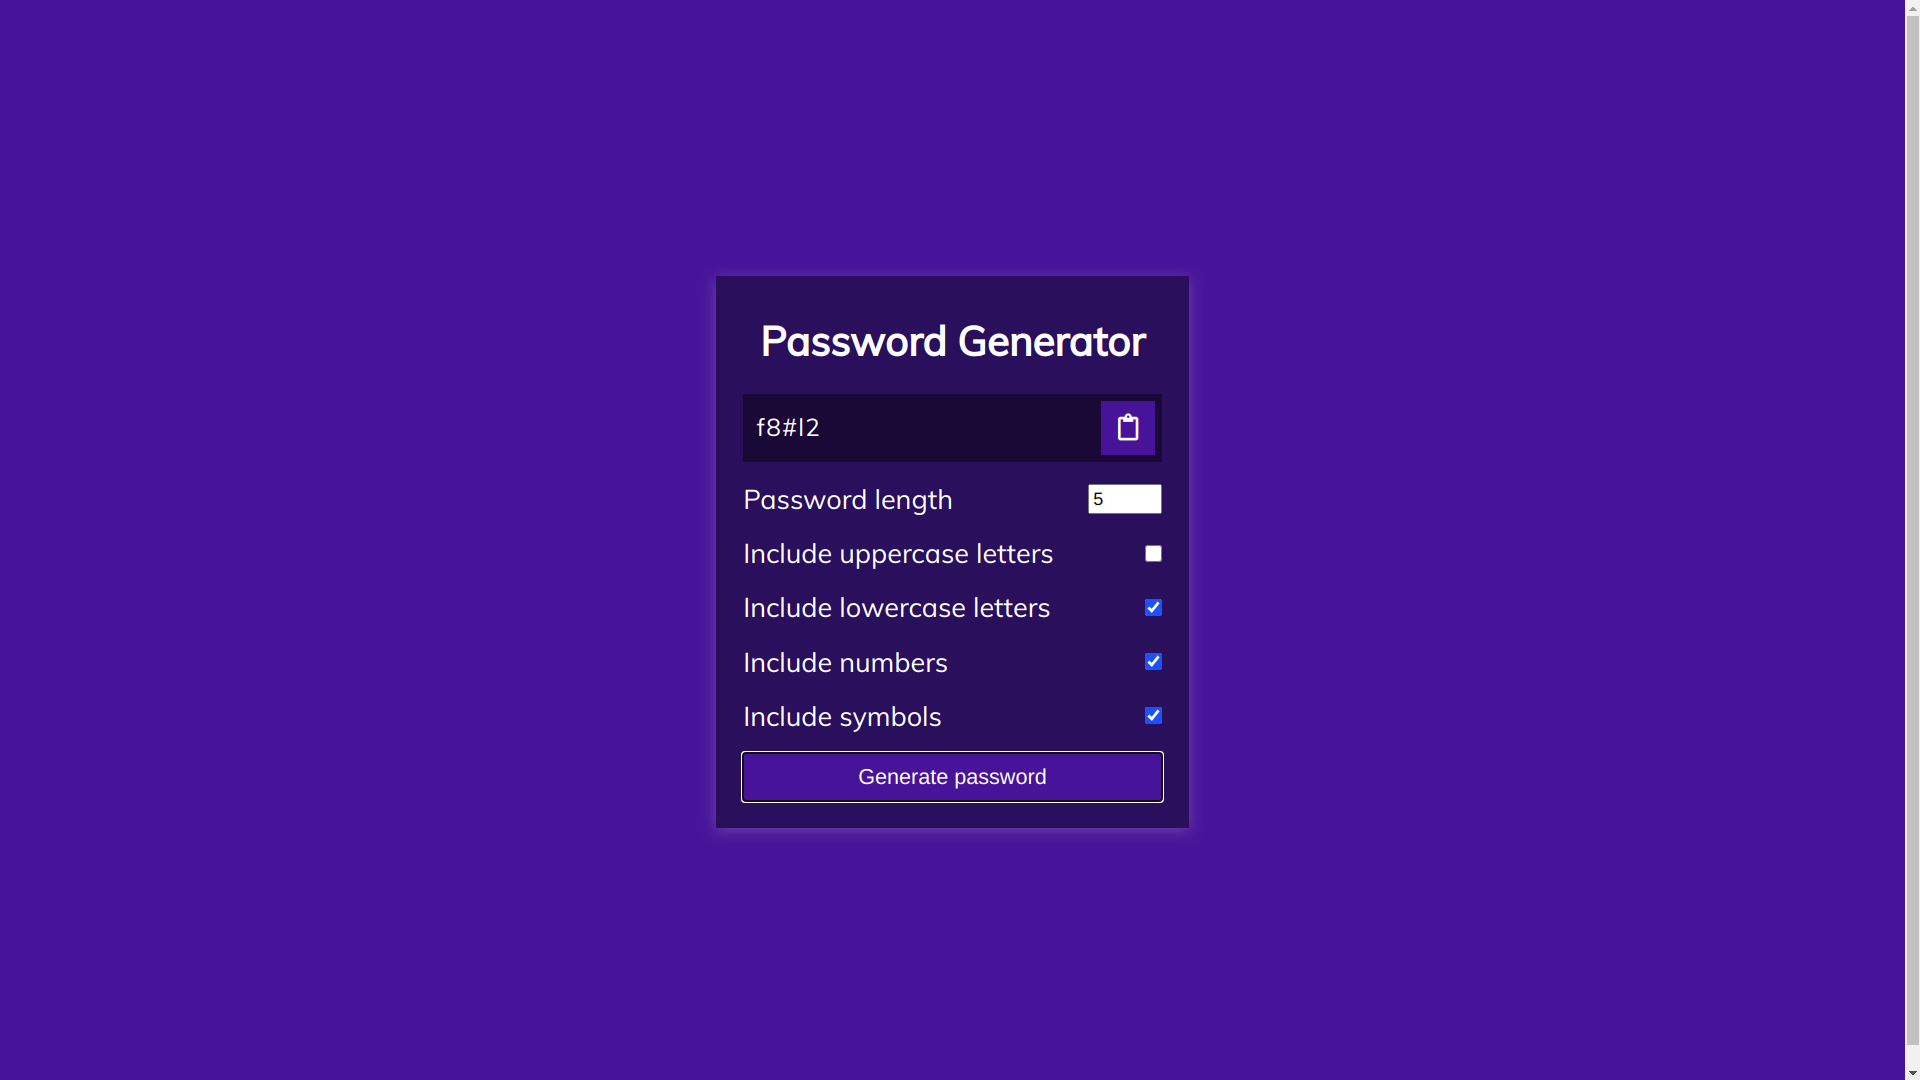 Password Generator
f8#l2
Password length
5
Include uppercase letters
Include lowercase letters
Include numbers
Include symbols
Generate password